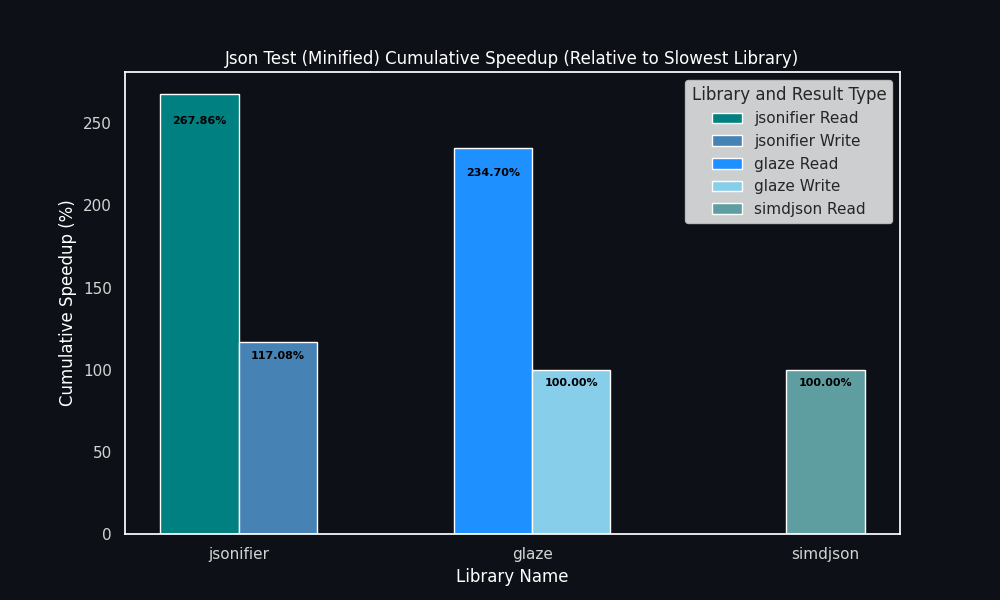 Json Test (Minified) Cumulative Speedup (Relative to Slowest Library)
Library and Result Type
jsonifier Read
jsonifier Write
glaze Read
glaze Write
simdjson Read
Cumulative Speedup (%)
250
200
150
100
50
0
267.86%
117.08%
234.70%
100.00%
100.00%
jsonifier
glaze
simdjson
Library Name